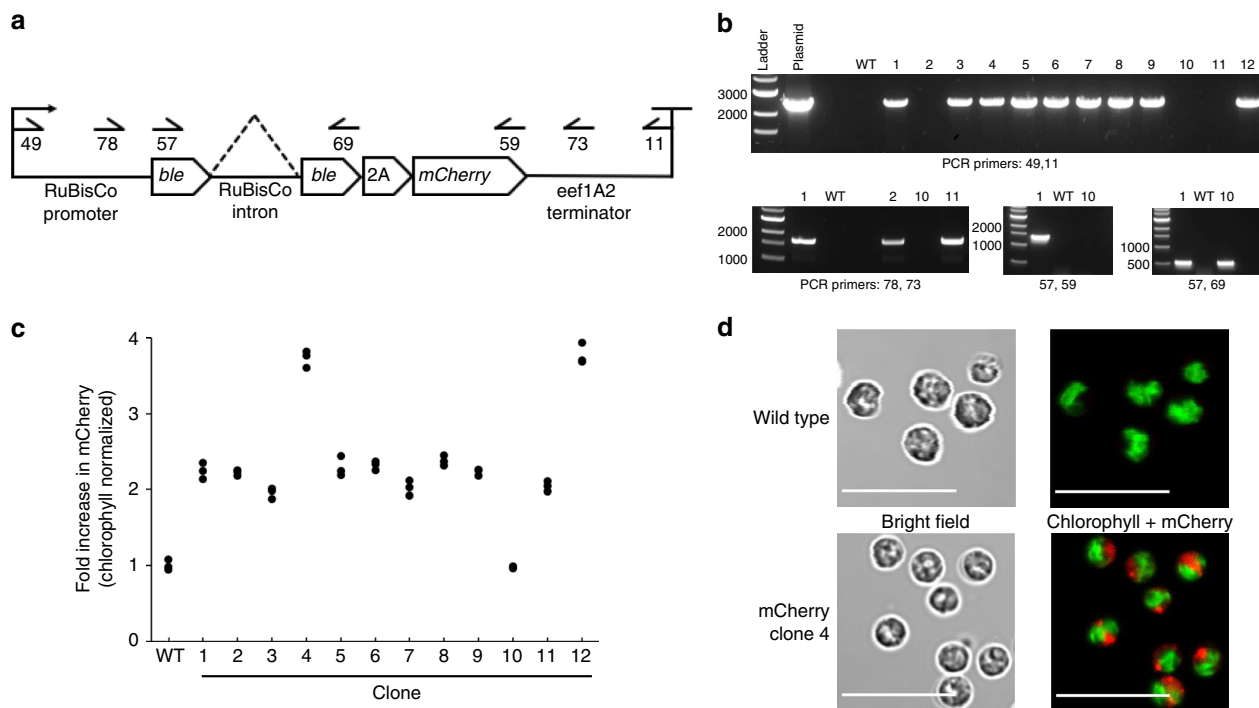 a
49
78
57
69
59
73
11
ble
ble
2A
mCherry
RuBisCo
promoter
RuBisCo
intron
eef1A2
terminator
b
Ladder
Plasmid
WT 1 2 3 4 5 6 7 8 9 10 11 12
3000
2000
PCR primers: 49,11
1 WT 2 10 11
2000
1000
PCR primers: 78, 73
1 WT 10
2000
1000
57, 59
1 WT 10
1000
500
57, 69
c
Fold increase in mCherry
(chlorophyll normalized)
4
3
2
1
0
WT 1 2 3 4 5 6 7 8 9 10 11 12
Clone
d
Wild type
Bright field
Chlorophyll + mCherry
mCherry
clone 4